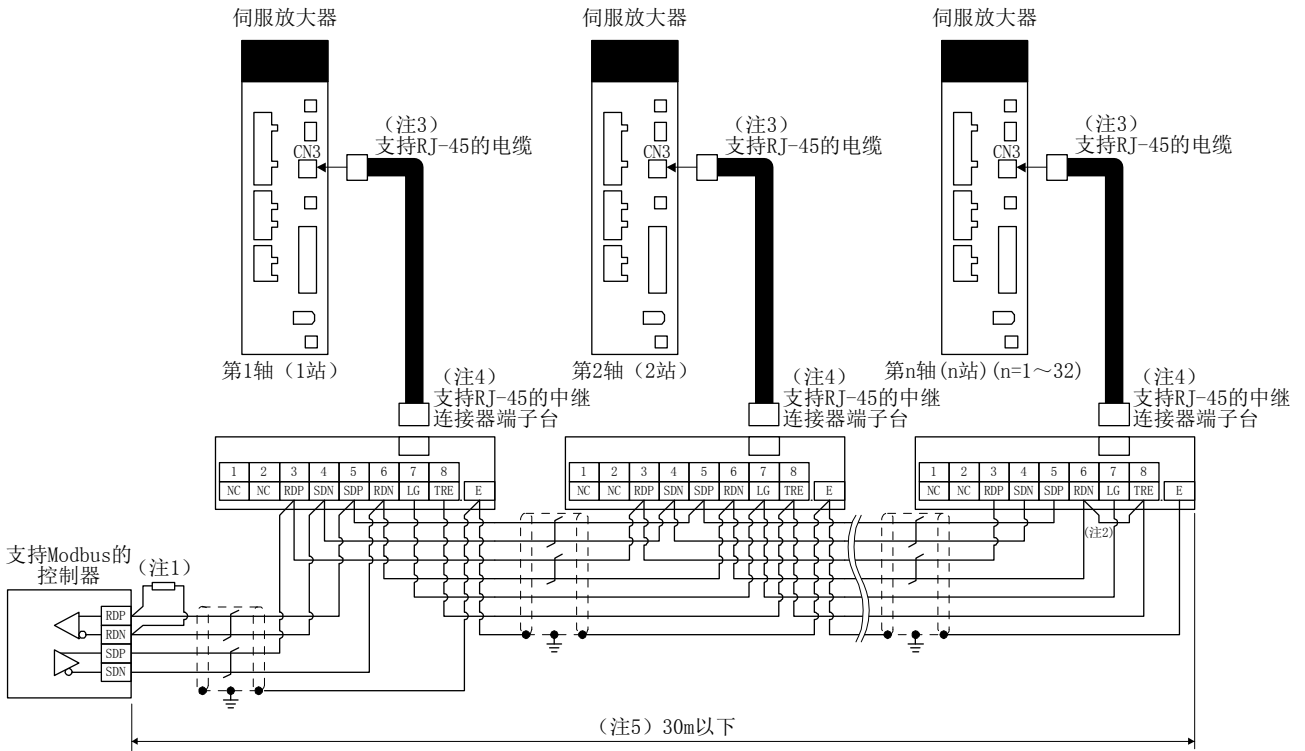 伺服放大器
伺服放大器
伺服放大器
(注3)
支持RJ-45的电缆
CN3
(注3)
支持RJ-45的电缆
CN3
(注3)
支持RJ-45的电缆
CN3
第1轴（1站）
第2轴（2站）
第n轴(n站)(n=1～32)
(注4)
支持RJ-45的中继
连接器端子台
(注4)
支持RJ-45的中继
连接器端子台
(注4)
支持RJ-45的中继
连接器端子台
1 2 3 4 5 6 7 8
NC NC RDP SDN SDP RDN LG TRE E
1 2 3 4 5 6 7 8
NC NC RDP SDN SDP RDN LG TRE E
1 2 3 4 5 6 7 8
NC NC RDP SDN SDP RDN LG TRE E
(注2)
支持Modbus的
控制器
(注1)
RDP
RDN
SDP
SDN
（注5）30m以下